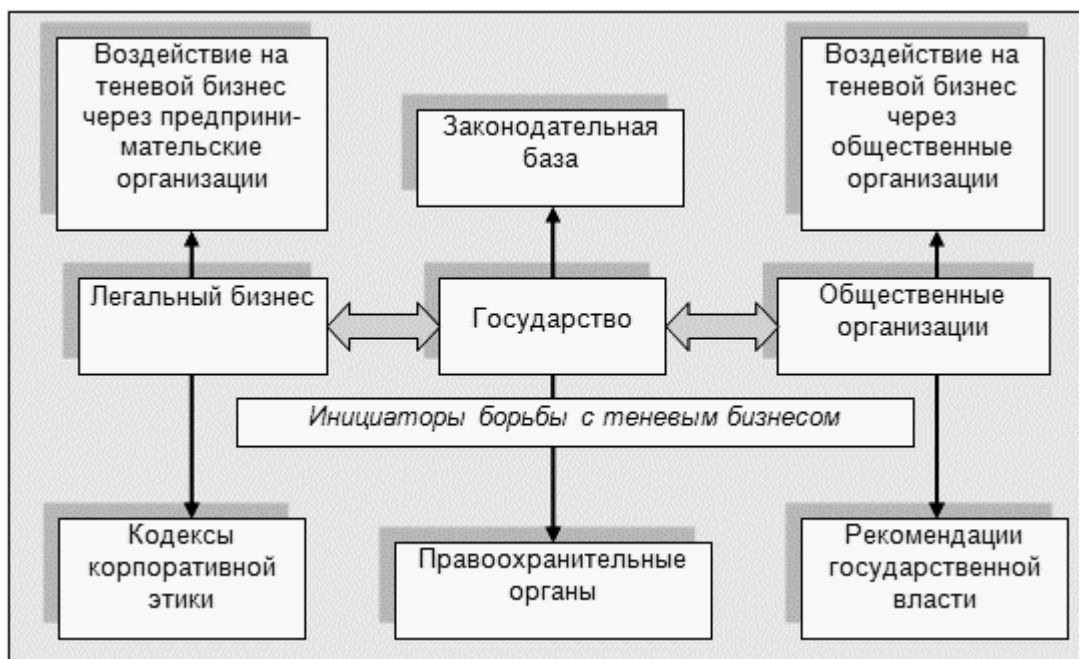 Воздействие на
теневой бизнес
через предприни-
мательские
организации
Законодательная
база
Воздействие на
теневой бизнес
через
общественные
организации
Легальный бизнес
Государство
Общественные
организации
Инициаторы борьбы с теневым бизнесом
Кодексы
корпоративной
этики
Правоохранительные
органы
Рекомендации
государственной
власти